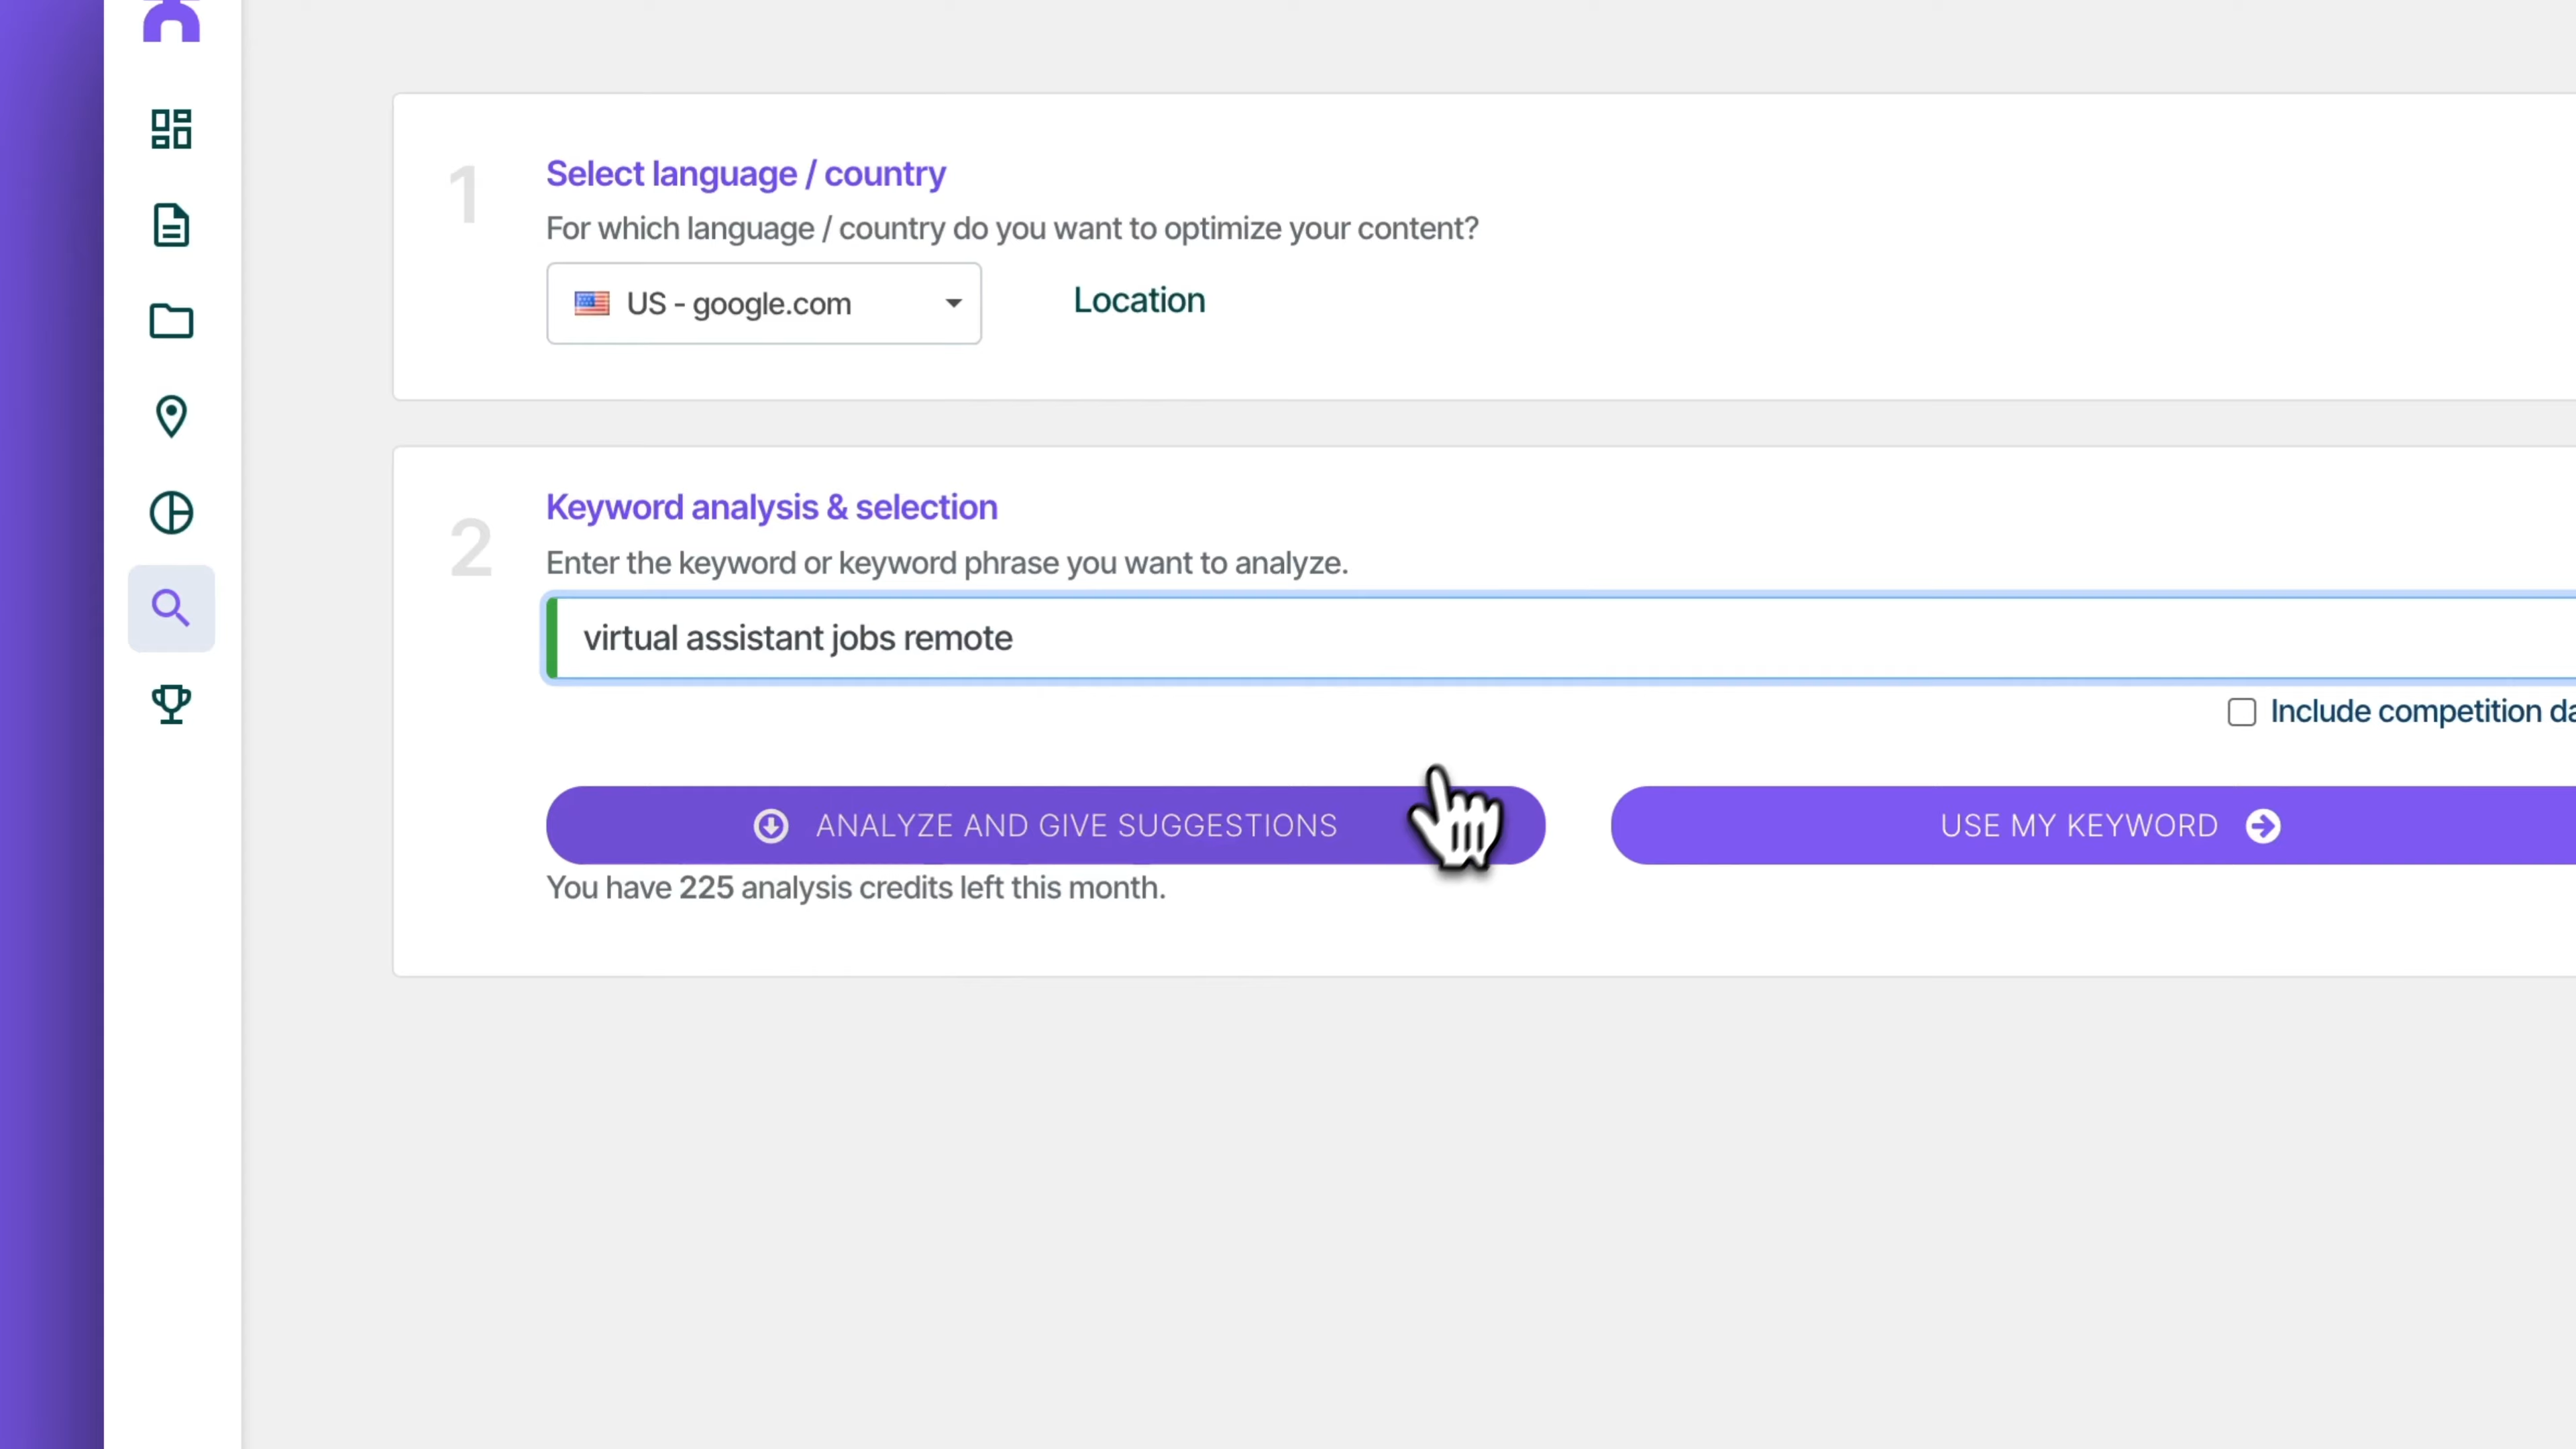 1
Select language / country
For which language / country do you want to optimize your content?
US - google.com
Location
2
Keyword analysis & selection
Enter the keyword or keyword phrase you want to analyze.
virtual assistant jobs remote
Include competition da
ANALYZE AND GIVE SUGGESTIONS
USE MY KEYWORD
You have 225 analysis credits left this month.